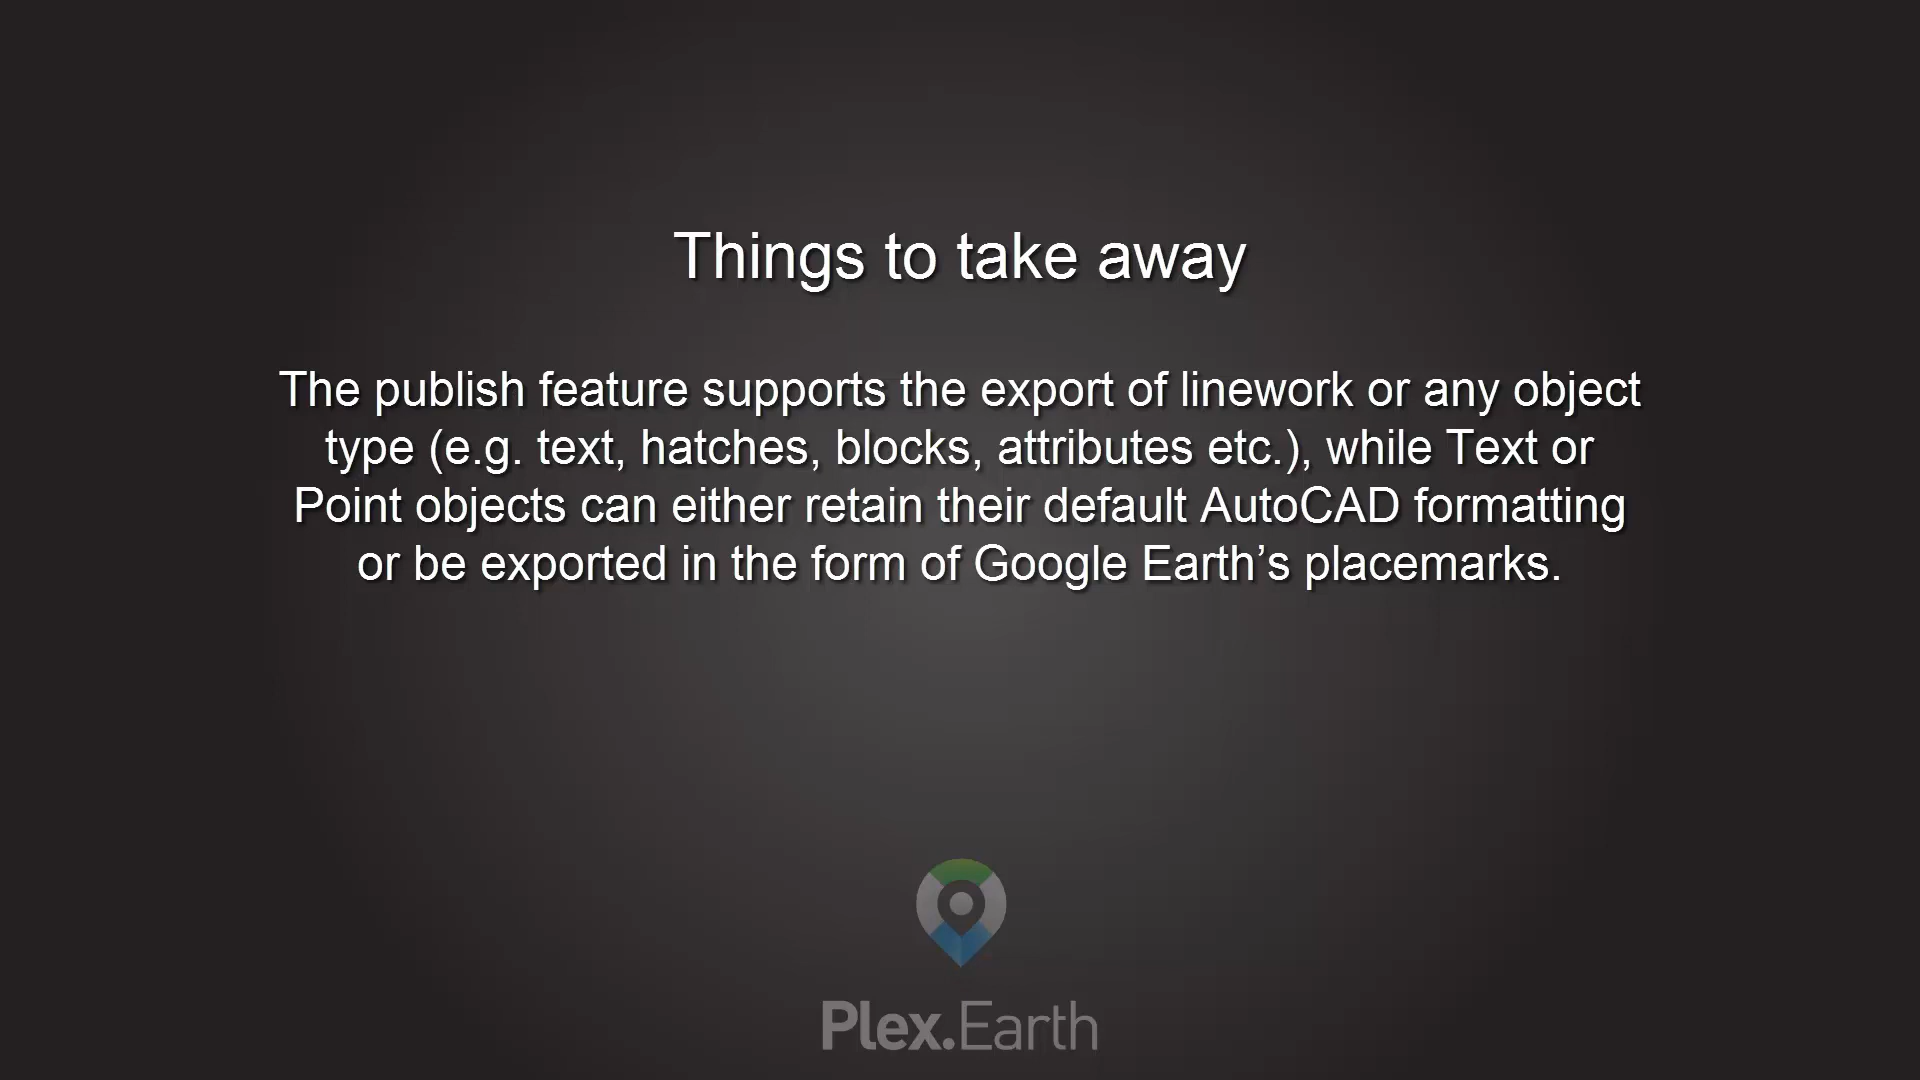 Things to take away
The publish feature supports the export of linework or any object
type (e.g. text, hatches, blocks, attributes etc.), while Text or
Point objects can either retain their default AutoCAD formatting
or be exported in the form of Google Earth’s placemarks.
Plex.Earth